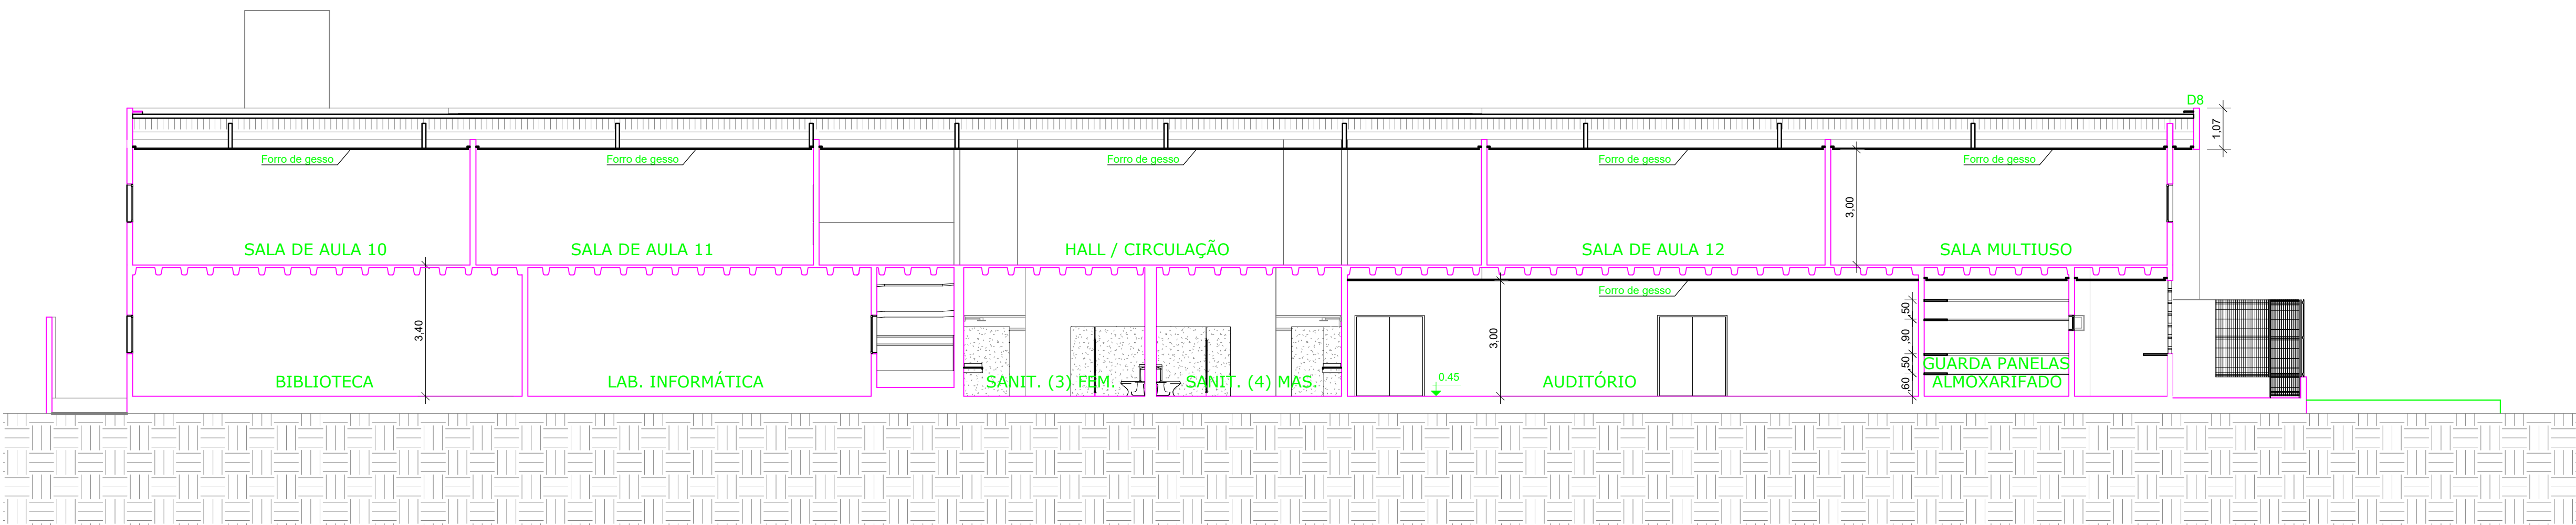 D8
1,07
Forro de gesso
Forro de gesso
Forro de gesso
Forro de gesso
Forro de gesso
3,00
SALA DE AULA 10
SALA DE AULA 11
HALL / CIRCULAÇÃO
SALA DE AULA 12
SALA MULTIUSO
Forro de gesso
3,40
3,00
,50
,90
,50
,60
0.45
BIBLIOTECA
LAB. INFORMÁTICA
SANIT. (3) FEM.
SANIT. (4) MAS.
AUDITÓRIO
GUARDA PANELAS
ALMOXARIFADO